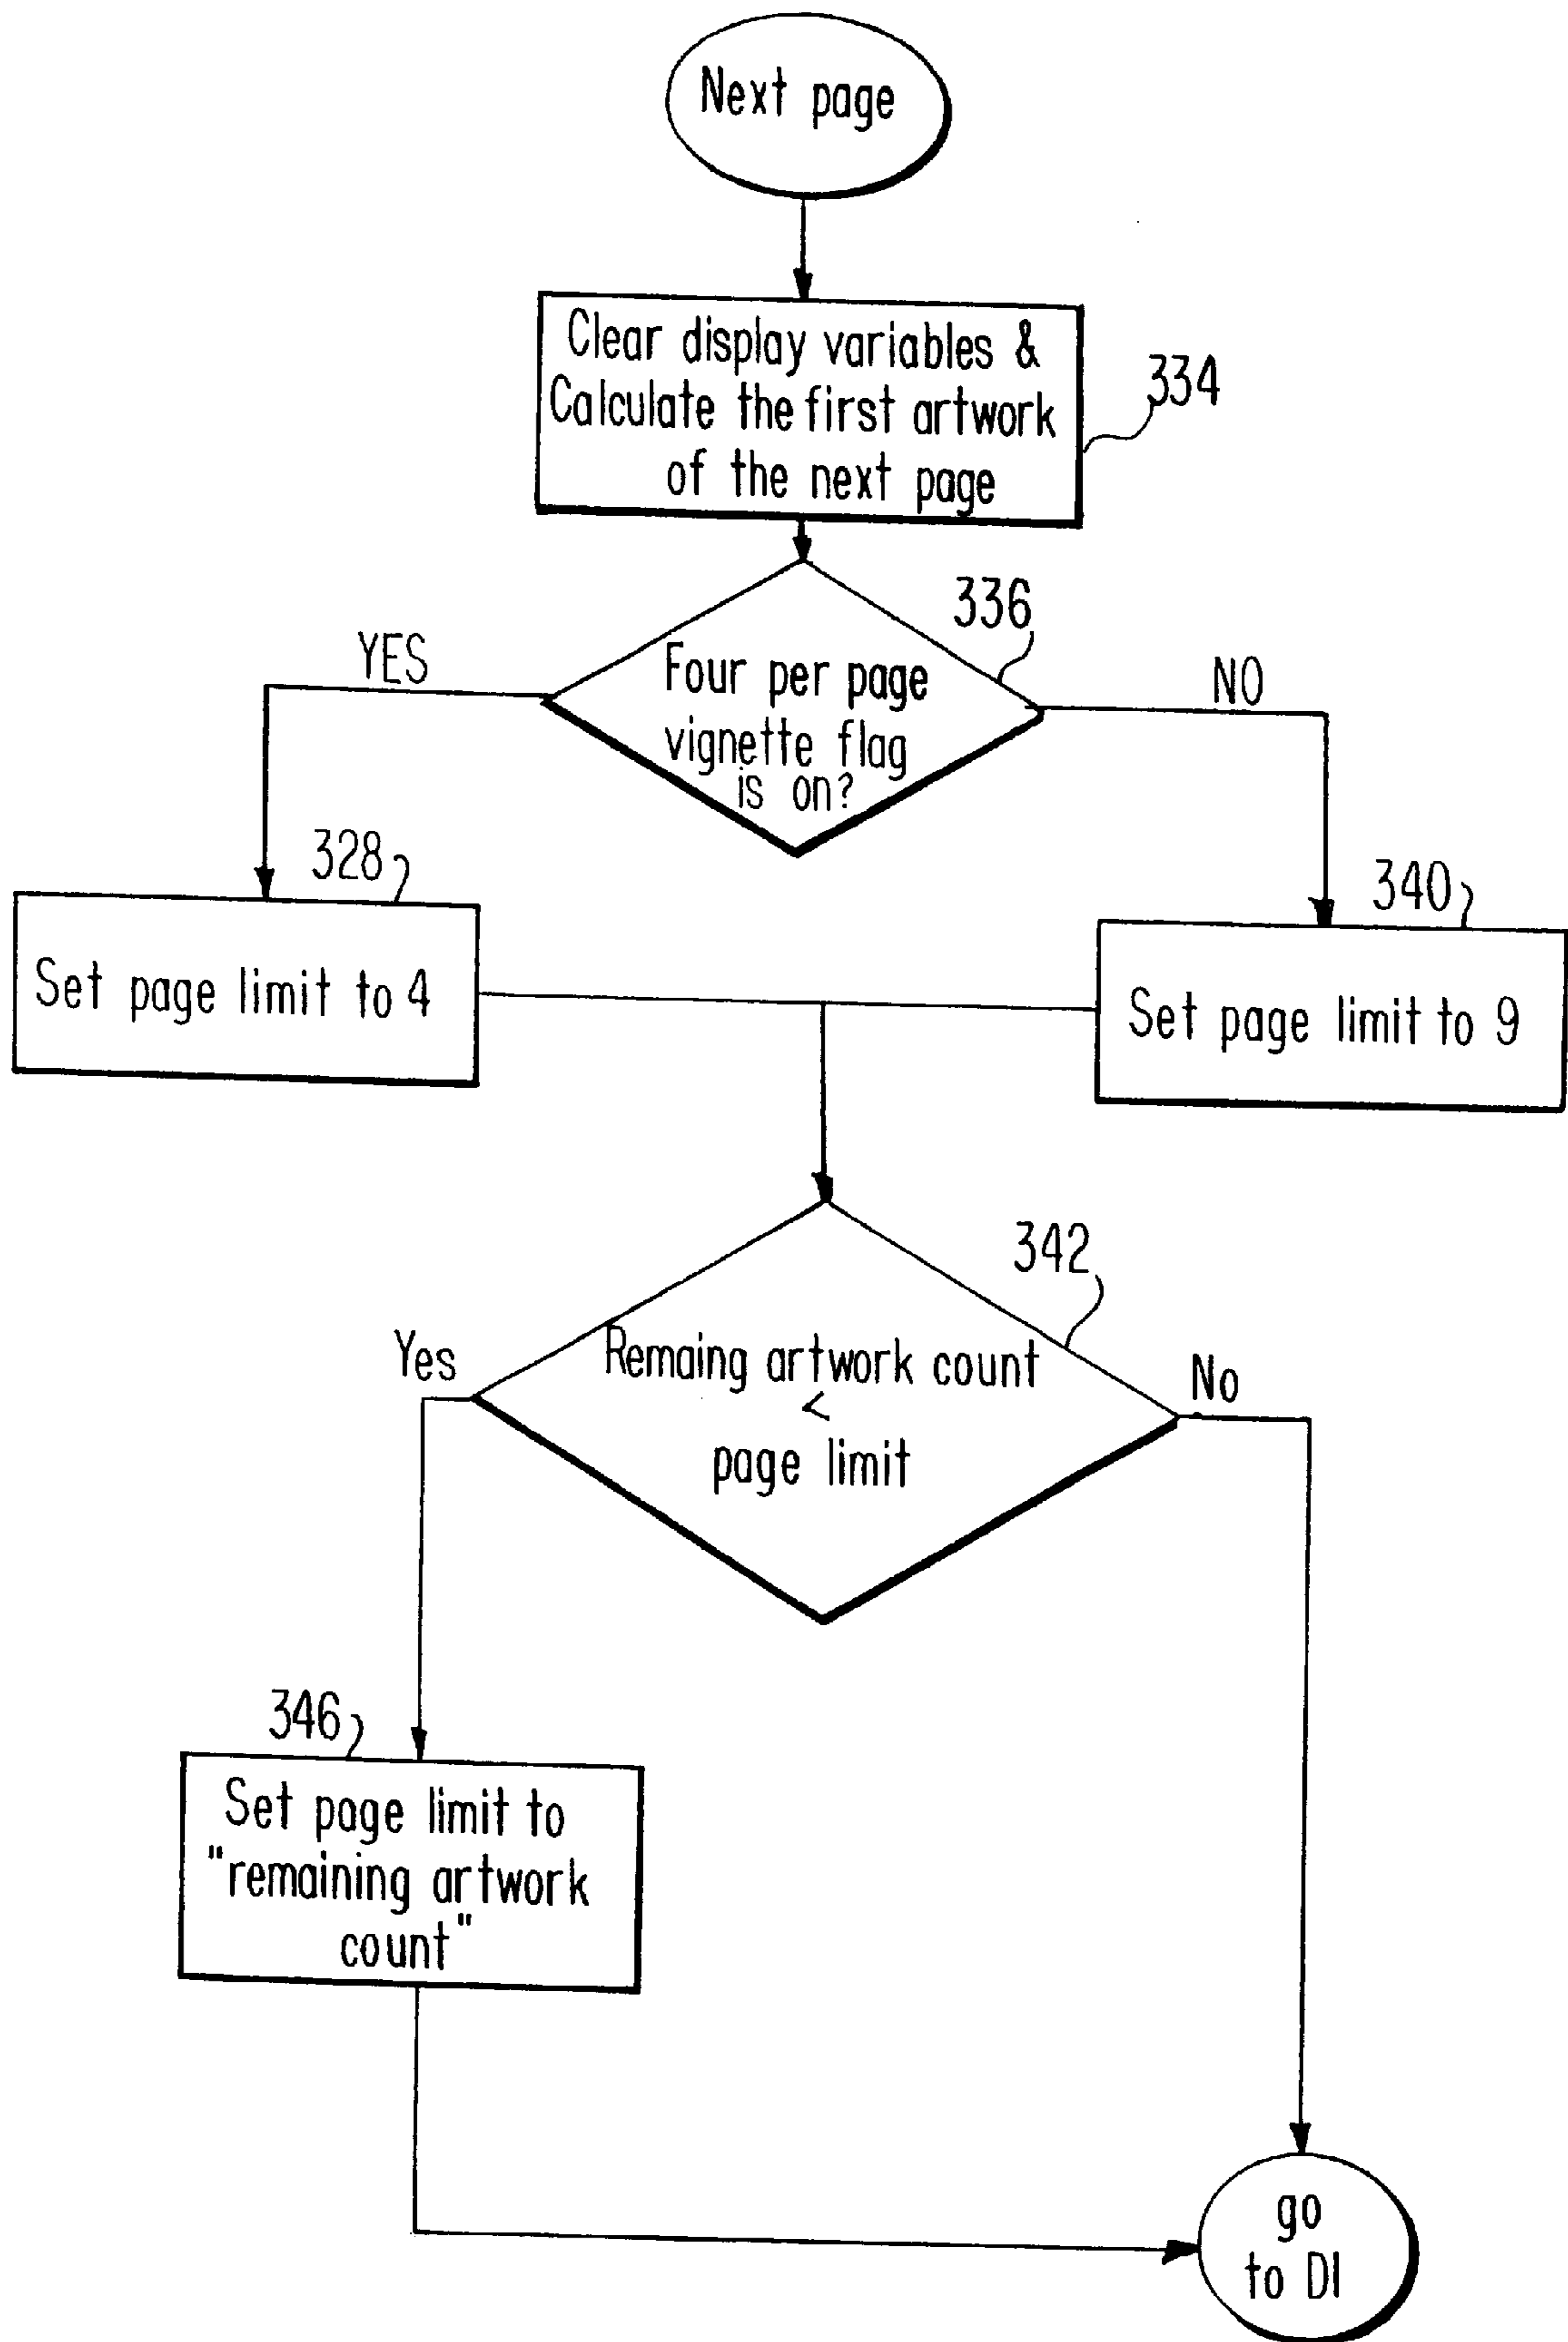 Next page
Clear display variables &
Calculate the first artwork
of the next page
334
336
YES
Four per page
vignette flag
is on?
NO
328
Set page limit to 4
340
Set page limit to 9
342
Yes
Remaing artwork count
<
page limit
No
346
Set page limit to
"remaining artwork
count"
go
to DI